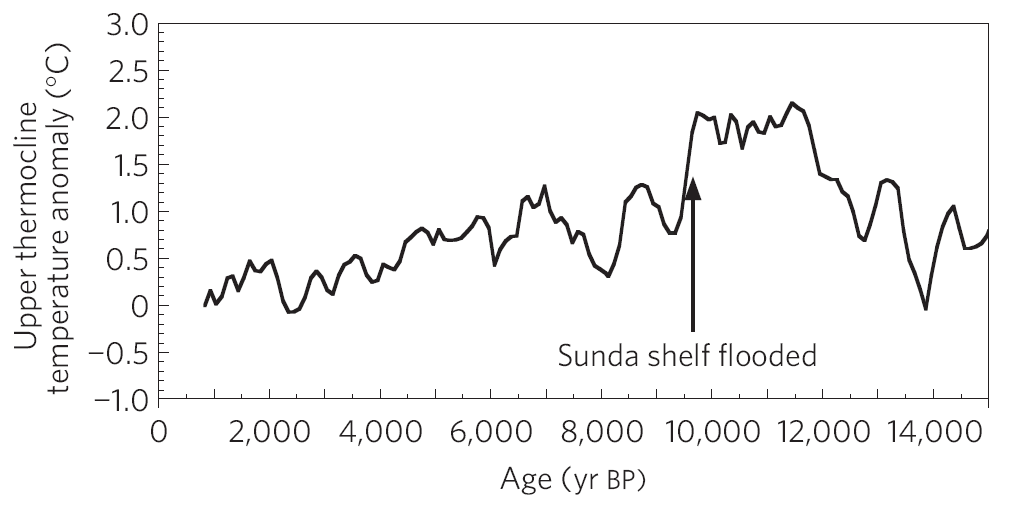 Upper thermocline
temperature anomaly (°C)
3.0
2.5
2.0
1.5
1.0
0.5
0
−0.5
−1.0
Sunda shelf flooded
0 2,000 4,000 6,000 8,000 10,000 12,000 14,000
Age (yr BP)